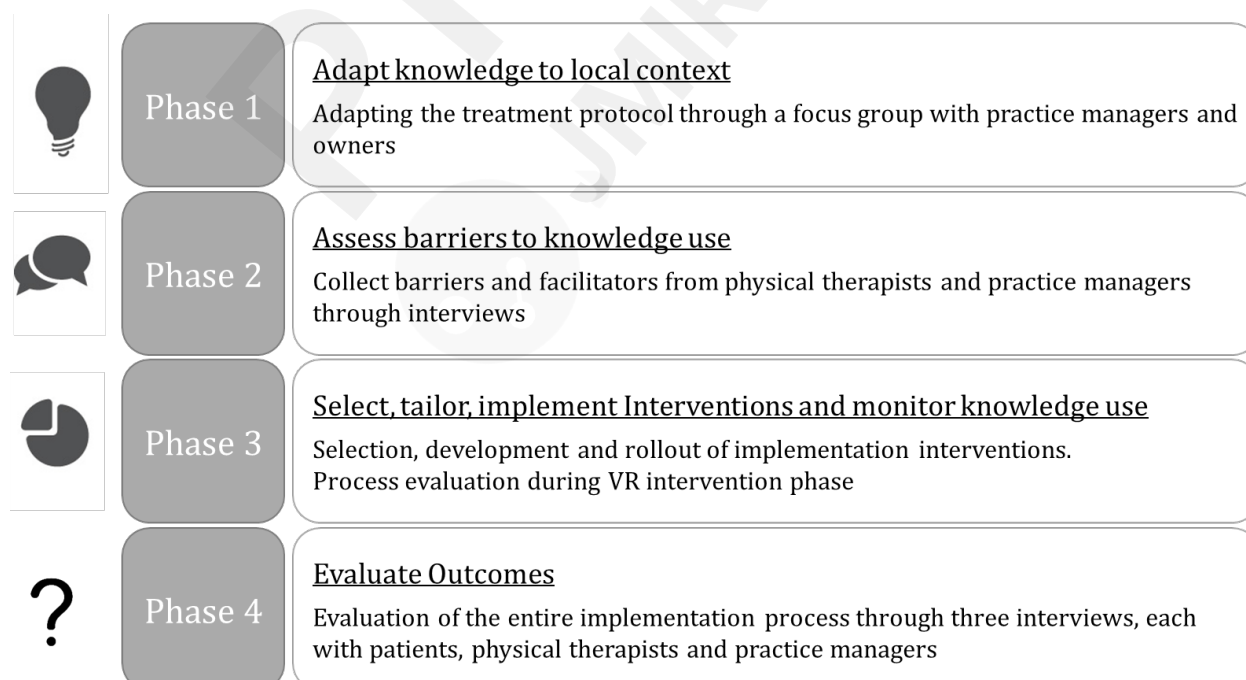 Phase 1
Adapt knowledge to local context
Adapting the treatment protocol through a focus group with practice managers and
owners
Phase 2
Assess barriers to knowledge use
Collect barriers and facilitators from physical therapists and practice managers
through interviews
Phase 3
Select, tailor, implement Interventions and monitor knowledge use
Selection, development and rollout of implementation interventions.
Process evaluation during VR intervention phase
?
Phase 4
Evaluate Outcomes
Evaluation of the entire implementation process through three interviews, each
with patients, physical therapists and practice managers